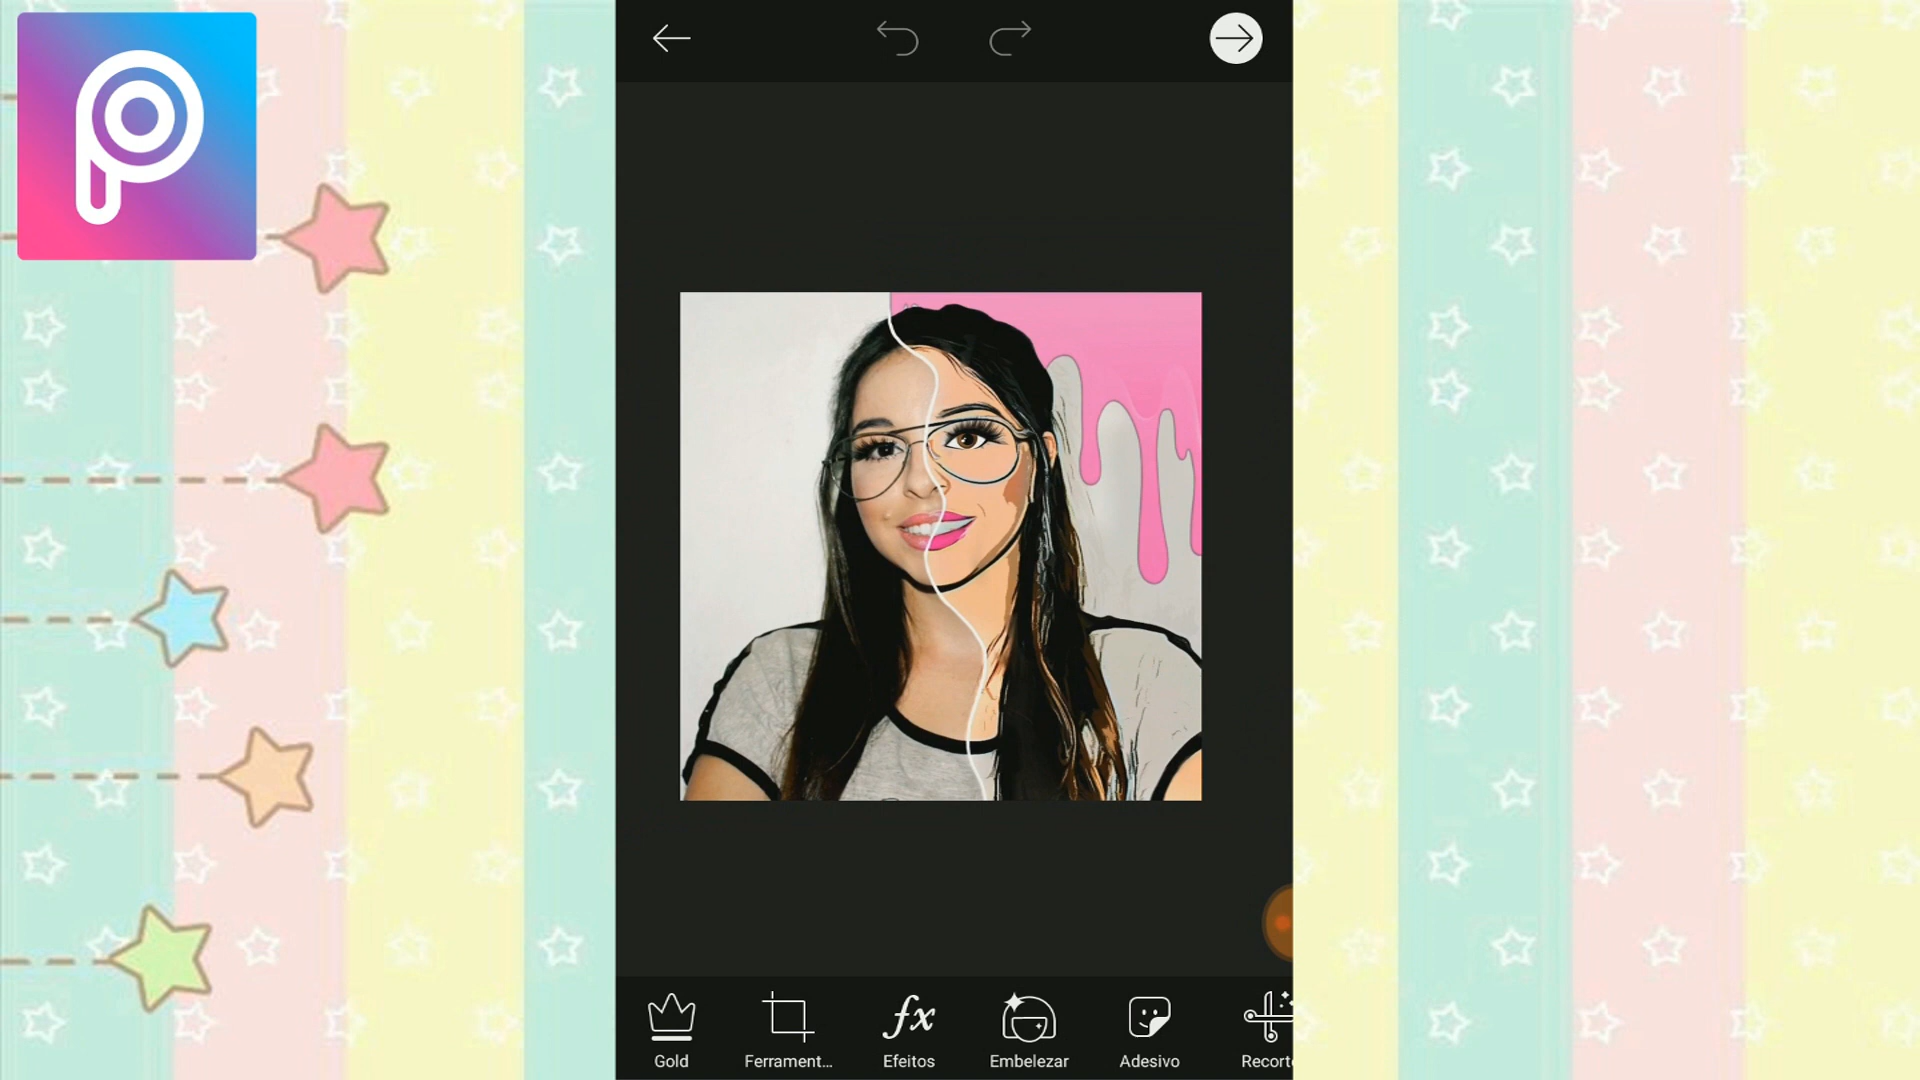 Gold
Ferrament...
Efeitos
Embelezar
Adesivo
Recort